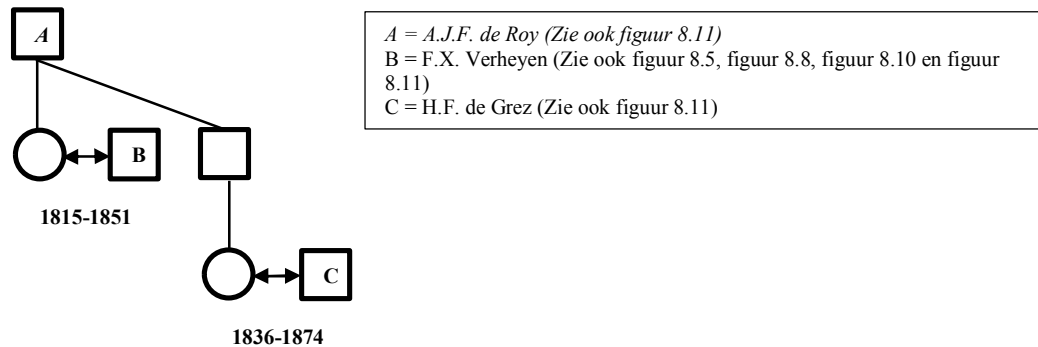 A
A = A.J.F. de Roy (Zie ook figuur 8.11)
B = F.X. Verheyen (Zie ook figuur 8.5, figuur 8.8, figuur 8.10 en figuur
8.11)
C = H.F. de Grez (Zie ook figuur 8.11)
B
1815-1851
C
1836-1874